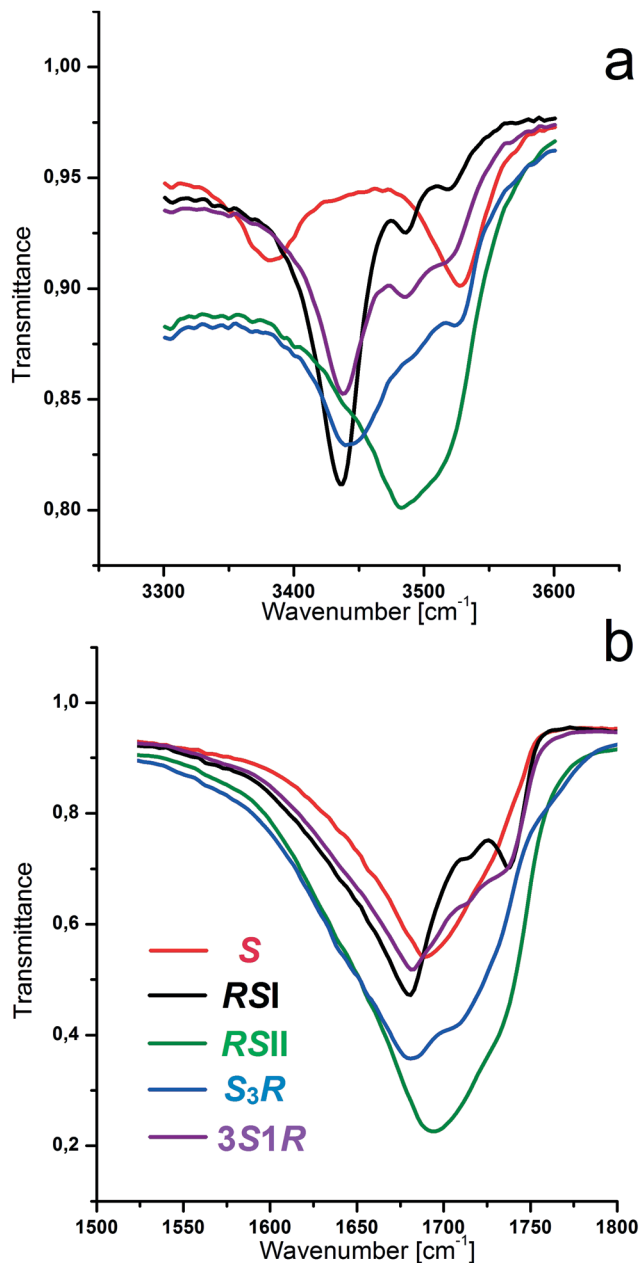 a
1,00
0,95
0,90
0,85
0,80
Transmittance
3300 3400 3500 3600
Wavenumber [cm⁻¹]
b
1,0
0,8
0,6
0,4
0,2
Transmittance
S
RSI
RSII
S₃R
3S1R
1500 1550 1600 1650 1700 1750 1800
Wavenumber [cm⁻¹]